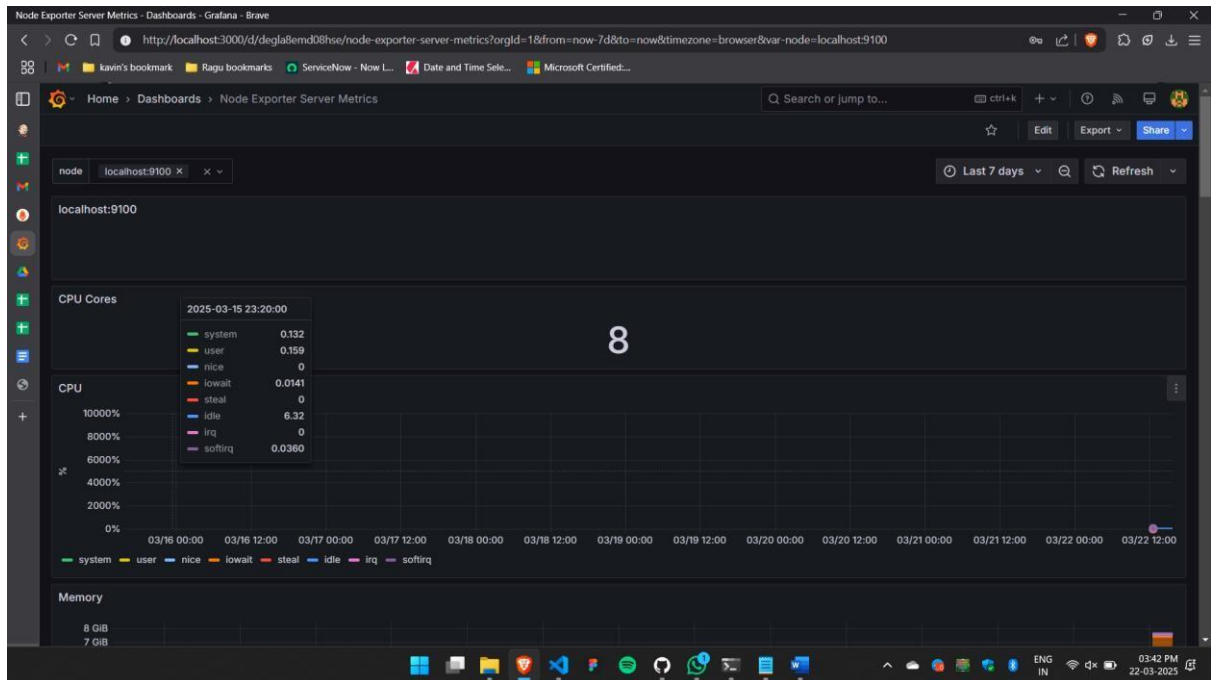 Node Exporter Server Metrics - Dashboards - Grafana - Brave
http://localhost:3000/d/degla8emd08hse/node-exporter-server-metrics?orgId=1&from=now-7d&to=now&timezone=browser&var-node=localhost:9100
kavin's bookmark Ragu bookmarks ServiceNow - Now L... Date and Time Sele... Microsoft Certified:...
Home > Dashboards > Node Exporter Server Metrics Search or jump to... ctrl+k
Edit Export Share
node localhost:9100 × Last 7 days Refresh
localhost:9100
CPU Cores
8
2025-03-15 23:20:00
system 0.132
user 0.159
nice 0
iowait 0.0141
steal 0
idle 6.32
irq 0
softirq 0.0360
CPU
10000%
8000%
6000%
4000%
2000%
0%
%
03/16 00:00 03/16 12:00 03/17 00:00 03/17 12:00 03/18 00:00 03/18 12:00 03/19 00:00 03/19 12:00 03/20 00:00 03/20 12:00 03/21 00:00 03/21 12:00 03/22 00:00 03/22 12:00
system user nice iowait steal idle irq softirq
Memory
8 GiB
7 GiB
ENG 03:42 PM
IN 22-03-2025